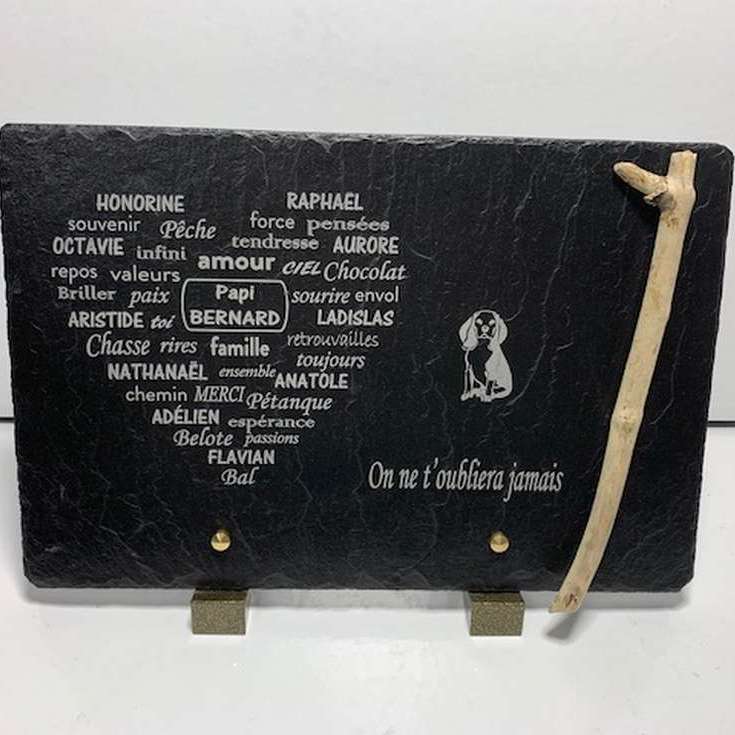 HONORINE RAPHAEL
souvenir Pêche force pensées
OCTAVIE infini tendresse AURORE
repos valeurs amour CIEL Chocolat
Briller paix Papi sourire envol
ARISTIDE toi BERNARD LADISLAS
Chasse rires famille retrouvailles
toujours
NATHANAËL ensemble ANATOLE
chemin MERCI Pétanque
ADÉLIEN espérance
Belote passions
FLAVIAN
Bal
On ne t'oubliera jamais